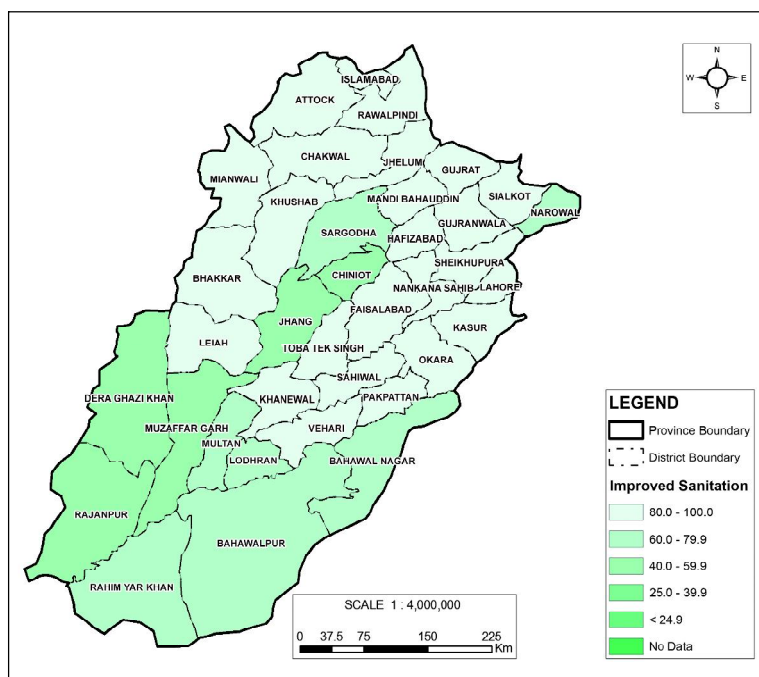 N
W E
S
ISLAMABAD
ATTOCK
RAWALPINDI
CHAKWAL
JHELUM
GUJRAT
MIANWALI
SIALKOT
KHUSHAB
MANDI BAHAUDDIN
NAROWAL
GUJRANWALA
SARGODHA
HAFIZABAD
SHEIKHUPURA
CHINIOT
BHAKKAR
NANKANA SAHIB
LAHORE
FAISALABAD
JHANG
KASUR
LEIAH
TOBA TEK SINGH
OKARA
SAHIWAL
DERA GHAZI KHAN
KHANEWAL
PAKPATTAN
MUZAFFAR GARH
VEHARI
MULTAN
LODHRAN
BAHAWAL NAGAR
RAJANPUR
BAHAWALPUR
RAHIM YAR KHAN
LEGEND
Province Boundary
District Boundary
Improved Sanitation
80.0 - 100.0
60.0 - 79.9
40.0 - 59.9
25.0 - 39.9
< 24.9
No Data
SCALE 1 : 4,000,000
0 37.5 75 150 225
Km